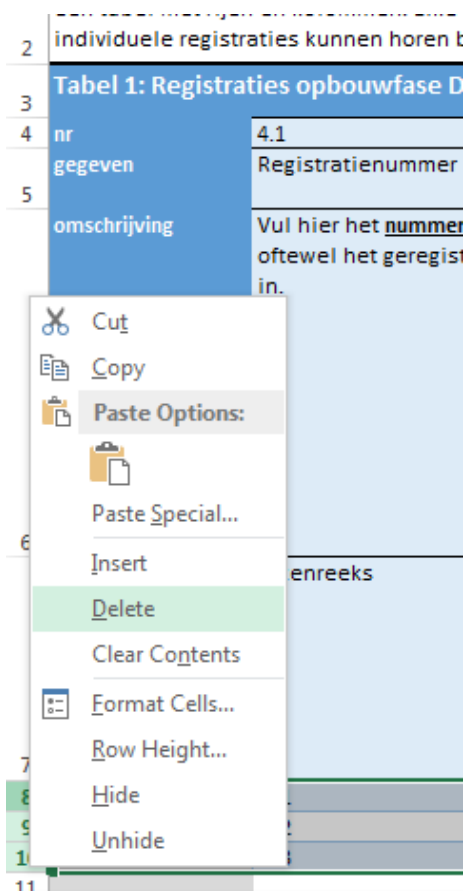 2
individuele registraties kunnen horen b
3
Tabel 1: Registraties opbouwfase D
4 nr 4.1
gegeven Registratienummer
5
omschrijving Vul hier het nummer
oftewel het geregist
in.
Cut
Copy
Paste Options:
Paste Special...
6
Insert
enreeks
Delete
Clear Contents
Format Cells...
Row Height...
7
8 Hide
9
Unhide
10
11